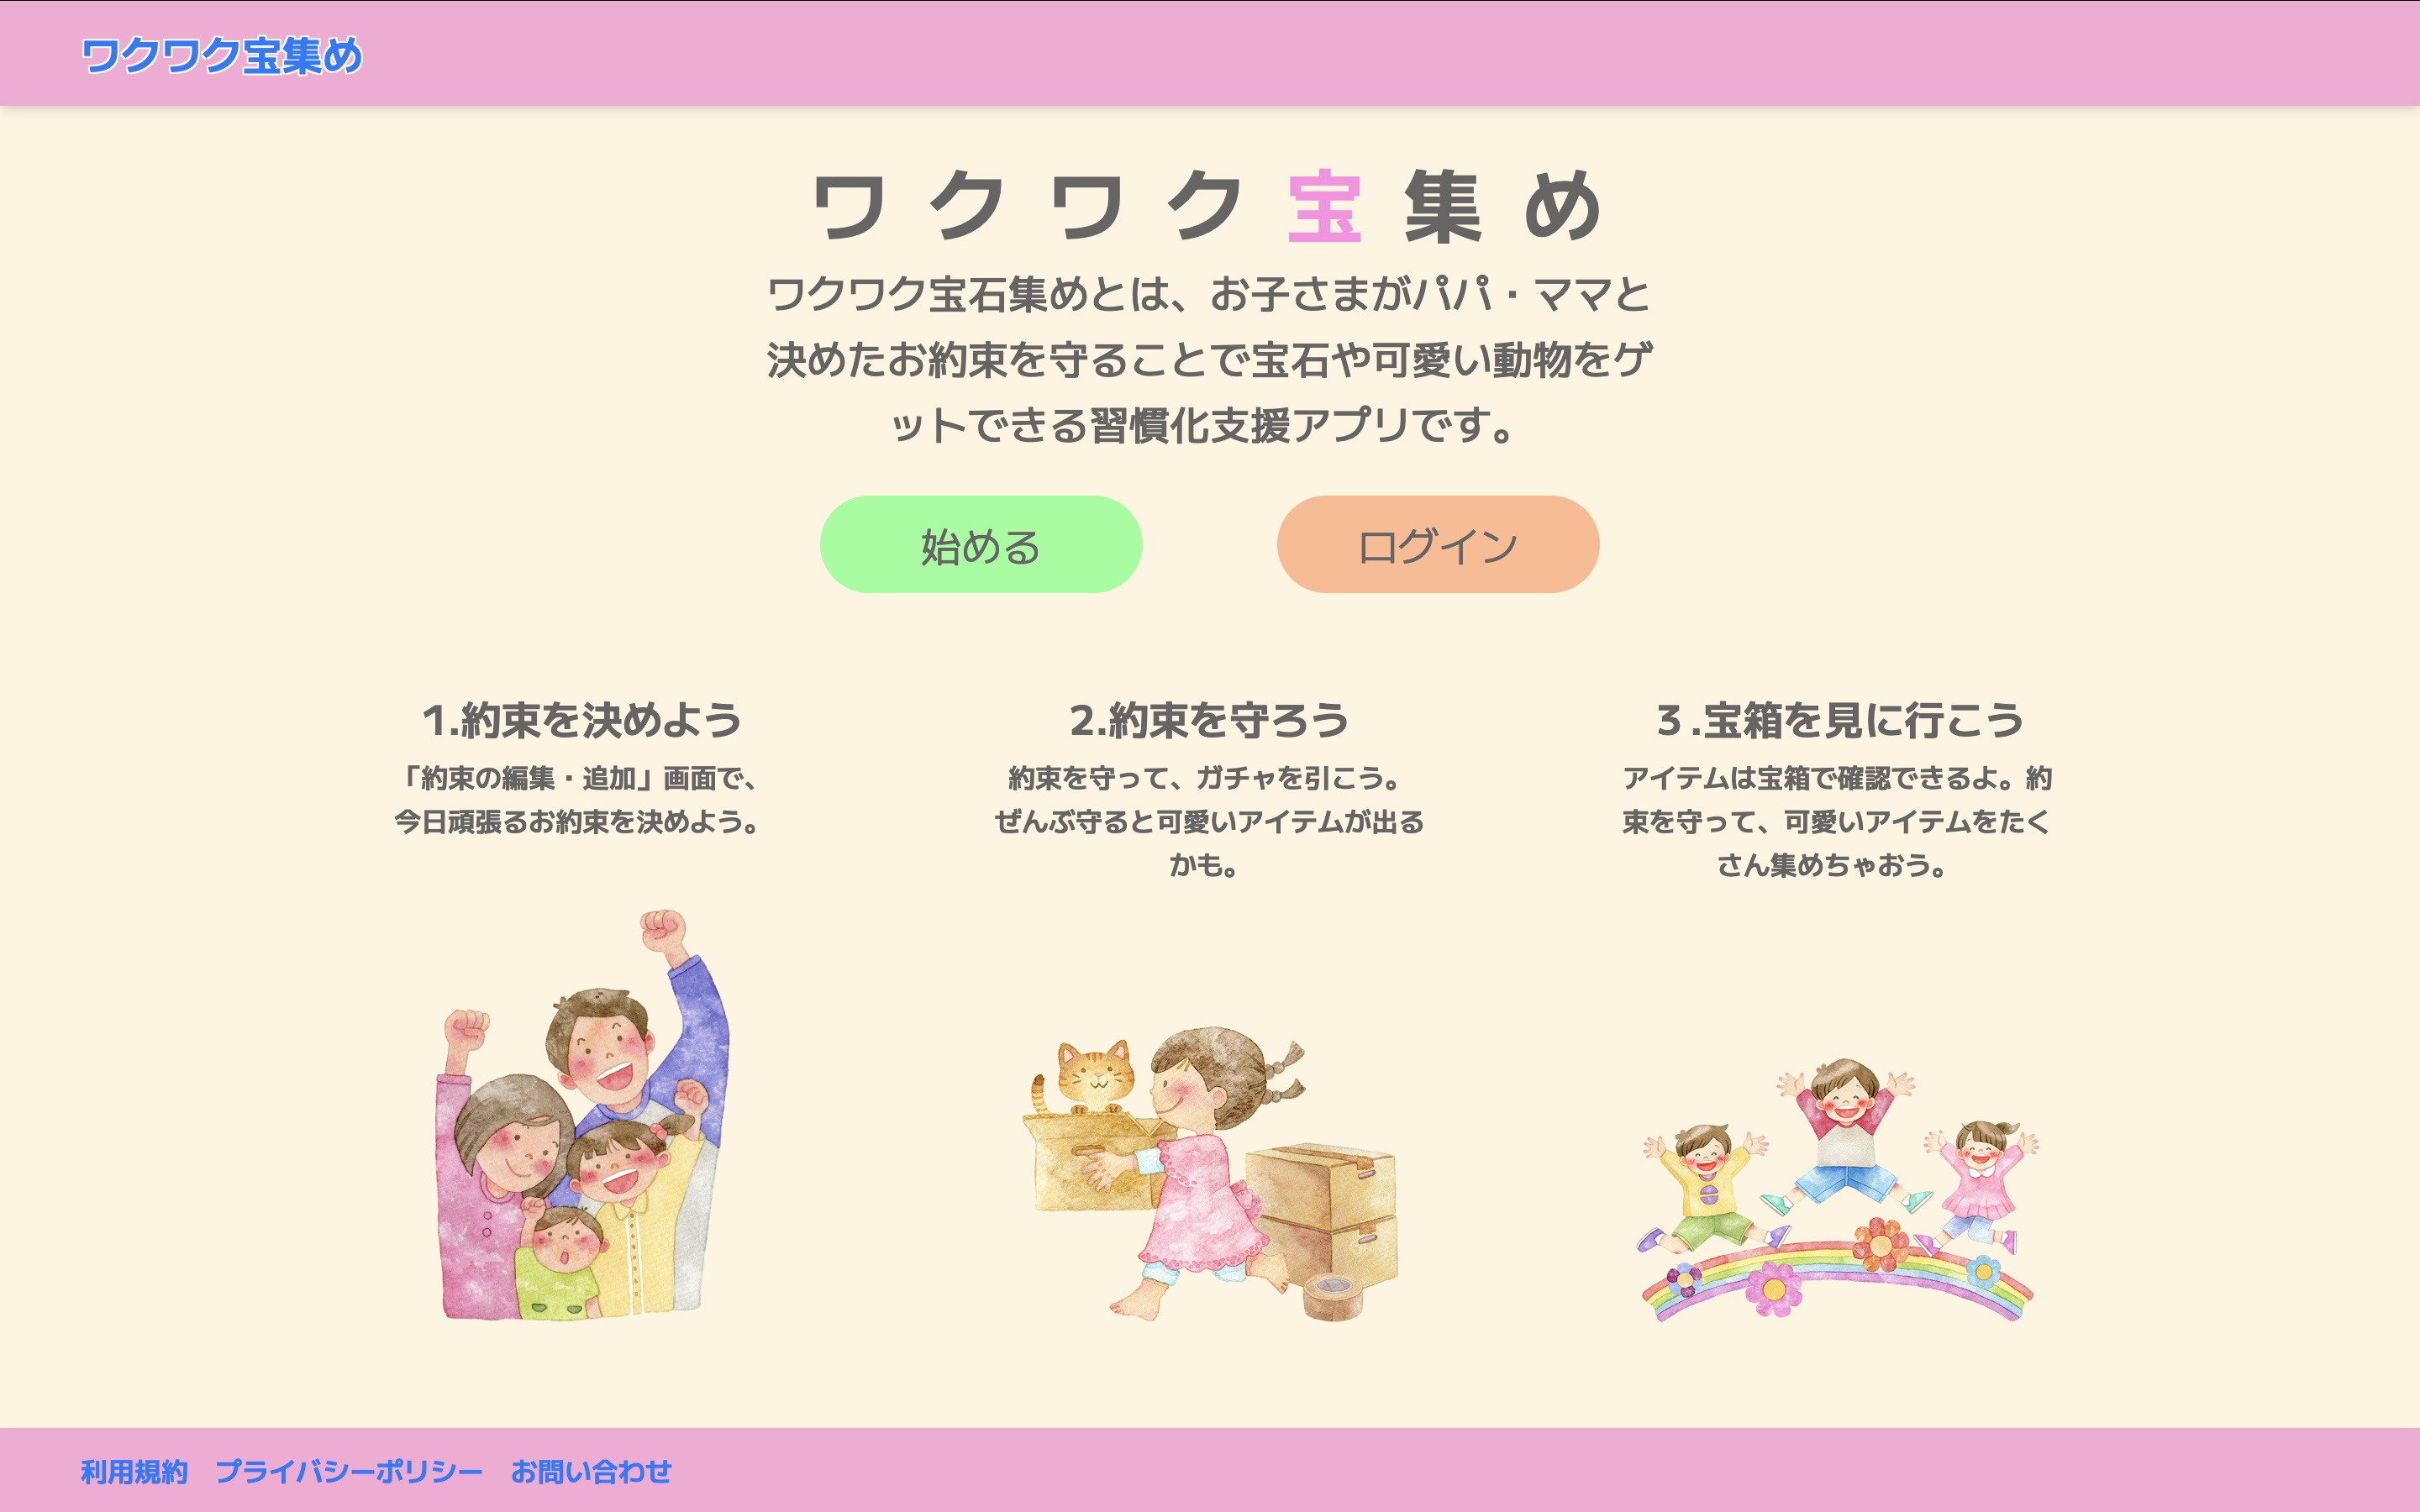 ワクワク宝集め
ワクワク宝集め
ワクワク宝石集めとは、お子さまがパパ・ママと
決めたお約束を守ることで宝石や可愛い動物をゲ
ットできる習慣化支援アプリです。
始める
ログイン
1.約束を決めよう
「約束の編集・追加」画面で、
今日頑張るお約束を決めよう。
2.約束を守ろう
約束を守って、ガチャを引こう。
ぜんぶ守ると可愛いアイテムが出る
かも。
３.宝箱を見に行こう
アイテムは宝箱で確認できるよ。約
束を守って、可愛いアイテムをたく
さん集めちゃおう。
利用規約 プライバシーポリシー お問い合わせ